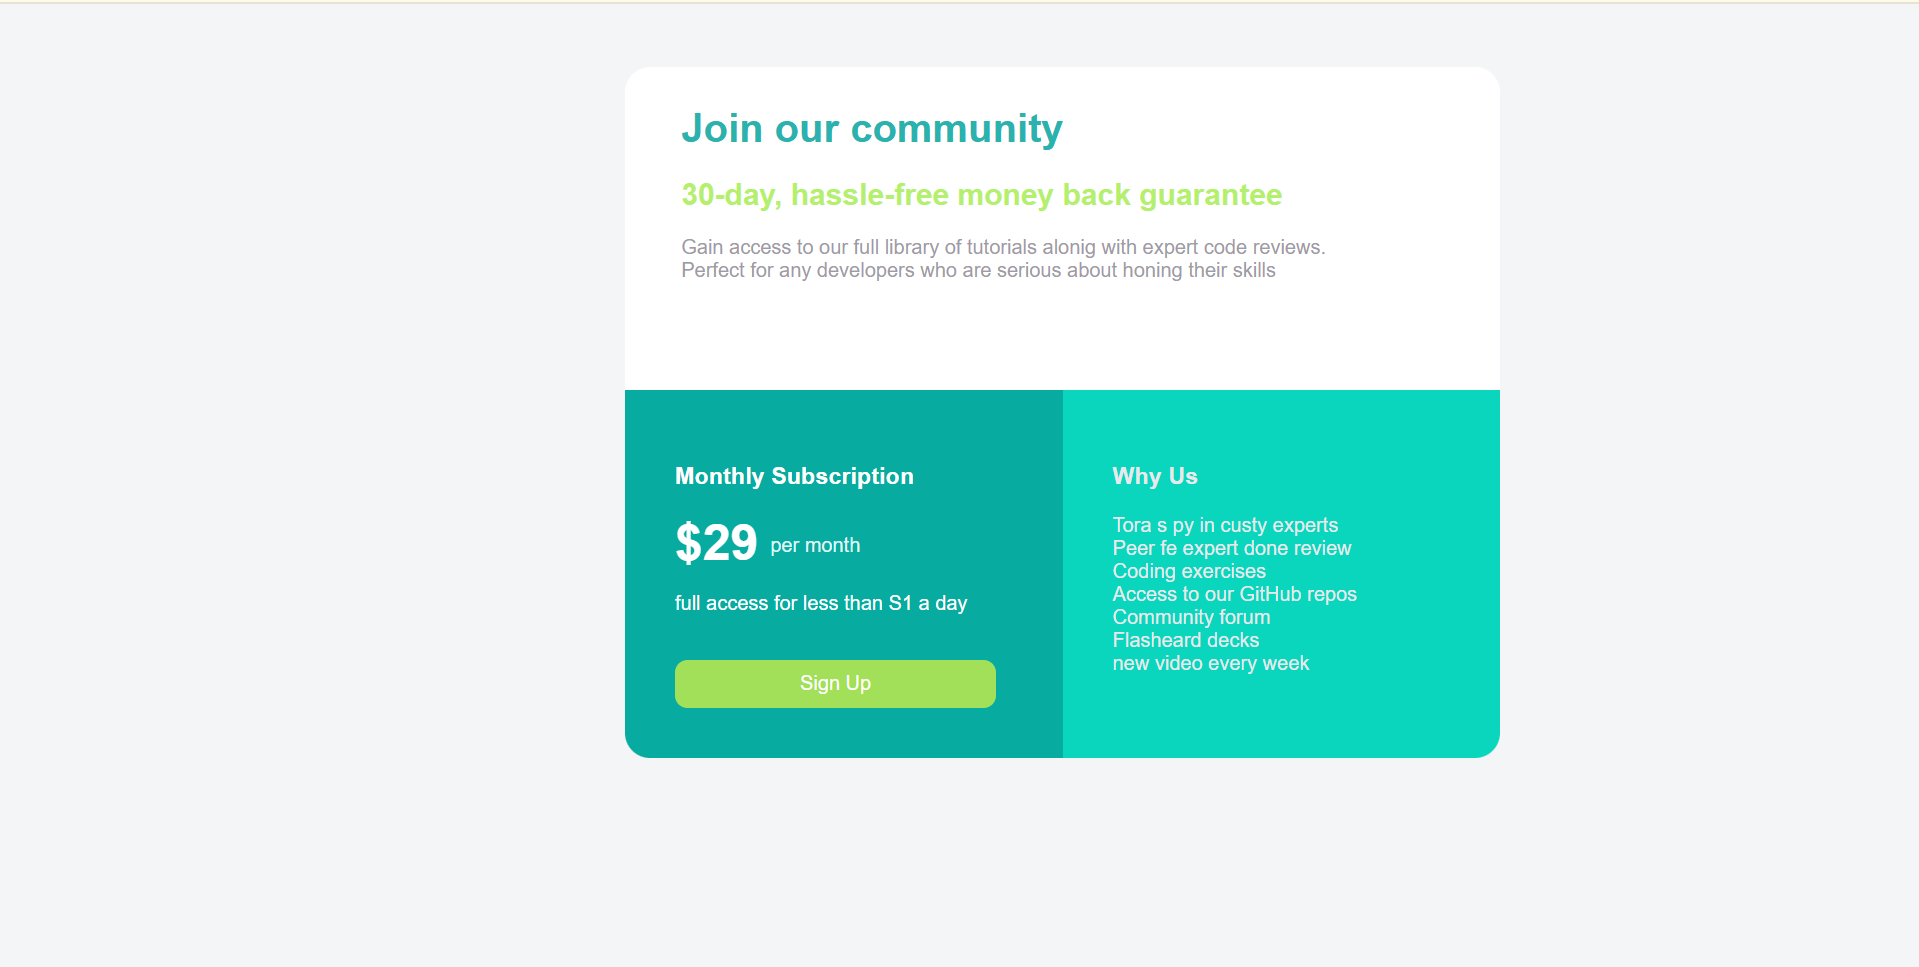 Join our community
30-day, hassle-free money back guarantee
Gain access to our full library of tutorials alonig with expert code reviews.
Perfect for any developers who are serious about honing their skills
Monthly Subscription
$29 per month
full access for less than S1 a day
Sign Up
Why Us
Tora s py in custy experts
Peer fe expert done review
Coding exercises
Access to our GitHub repos
Community forum
Flasheard decks
new video every week